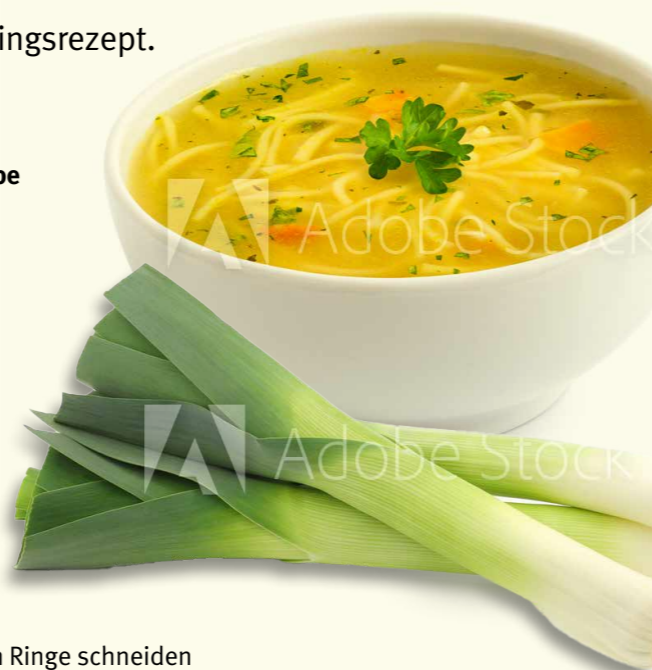 ingsrezept.
be
Adobe Stock
Adobe Stock
n Ringe schneiden